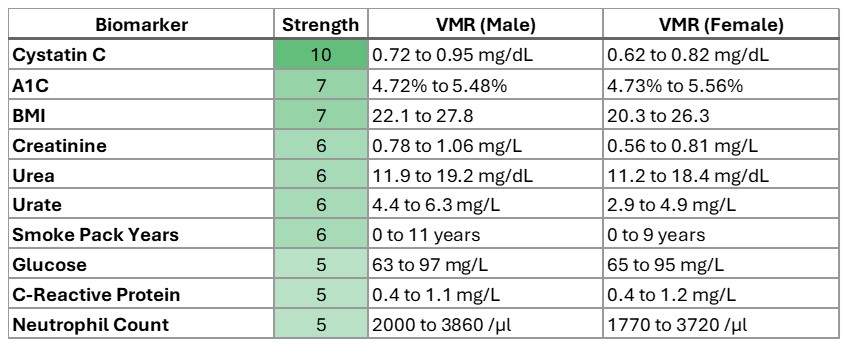 Biomarker Strength VMR (Male) VMR (Female)
Cystatin C 10 0.72 to 0.95 mg/dL 0.62 to 0.82 mg/dL
A1C 7 4.72% to 5.48% 4.73% to 5.56%
BMI 7 22.1 to 27.8 20.3 to 26.3
Creatinine 6 0.78 to 1.06 mg/L 0.56 to 0.81 mg/L
Urea 6 11.9 to 19.2 mg/dL 11.2 to 18.4 mg/dL
Urate 6 4.4 to 6.3 mg/L 2.9 to 4.9 mg/L
Smoke Pack Years 6 0 to 11 years 0 to 9 years
Glucose 5 63 to 97 mg/L 65 to 95 mg/L
C-Reactive Protein 5 0.4 to 1.1 mg/L 0.4 to 1.2 mg/L
Neutrophil Count 5 2000 to 3860 /µl 1770 to 3720 /µl